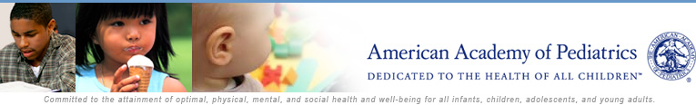 American Academy of Pediatrics
DEDICATED TO THE HEALTH OF ALL CHILDREN™
Committed to the attainment of optimal, physical, mental, and social health and well-being for all infants, children, adolescents, and young adults.